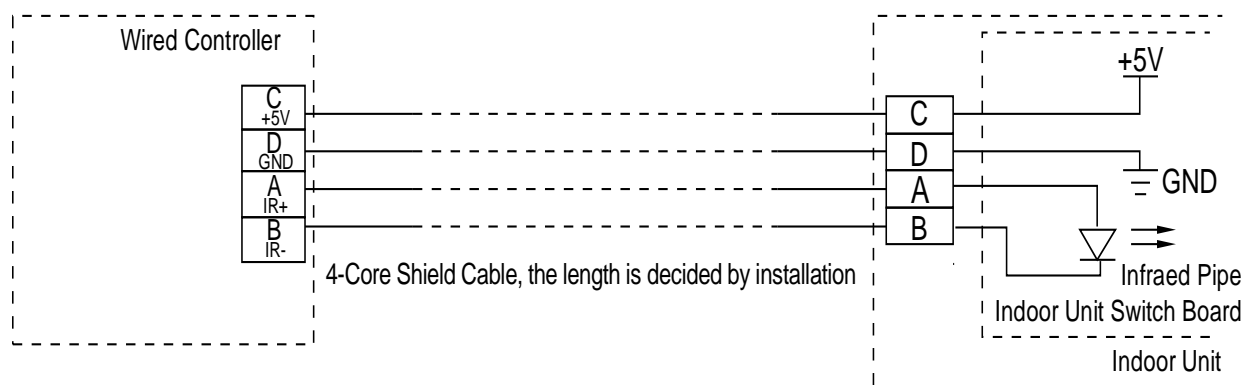 Wired Controller
C
+5V
D
GND
A
IR+
B
IR-
4-Core Shield Cable, the length is decided by installation
C
D
A
B
+5V
GND
Infraed Pipe
Indoor Unit Switch Board
Indoor Unit